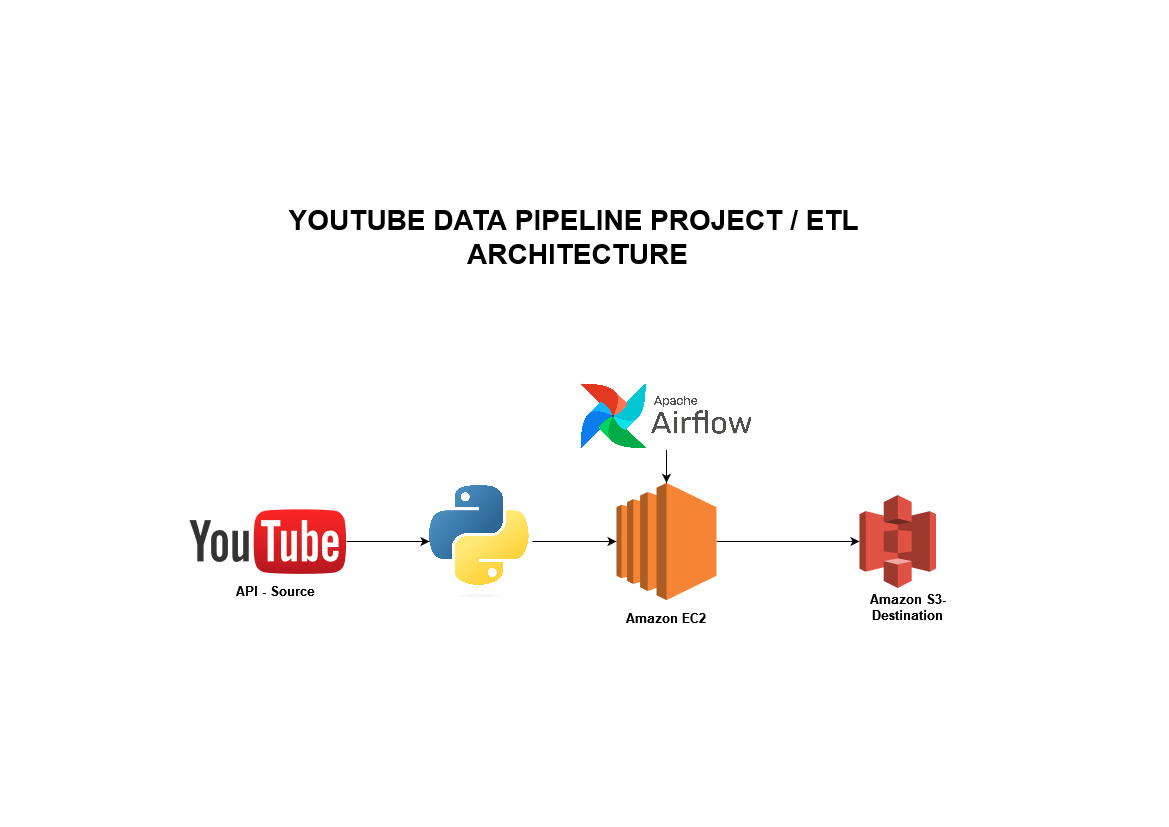 YOUTUBE DATA PIPELINE PROJECT / ETL
ARCHITECTURE
Apache
Airflow
YouTube
API - Source
Amazon EC2
Amazon S3-
Destination